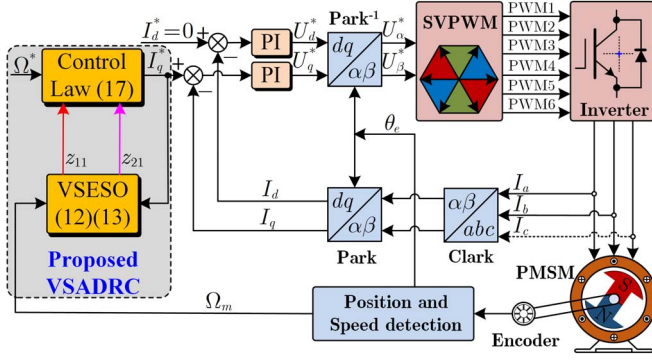 I_d^*=0
+
−
PI
U_d^*
Park⁻¹
U_α^*
SVPWM
PWM1
PWM2
PWM3
PWM4
PWM5
PWM6
Ω^*
Control
Law (17)
I_q^*
+
−
PI
U_q^*
dq
αβ
U_β^*
Inverter
z₁₁
z₂₁
θ_e
VSESO
(12)(13)
I_d
I_q
dq
αβ
Park
αβ
abc
Clark
I_a
I_b
I_c
Proposed
VSADRC
PMSM
S
N
Ω_m
Position and
Speed detection
Encoder